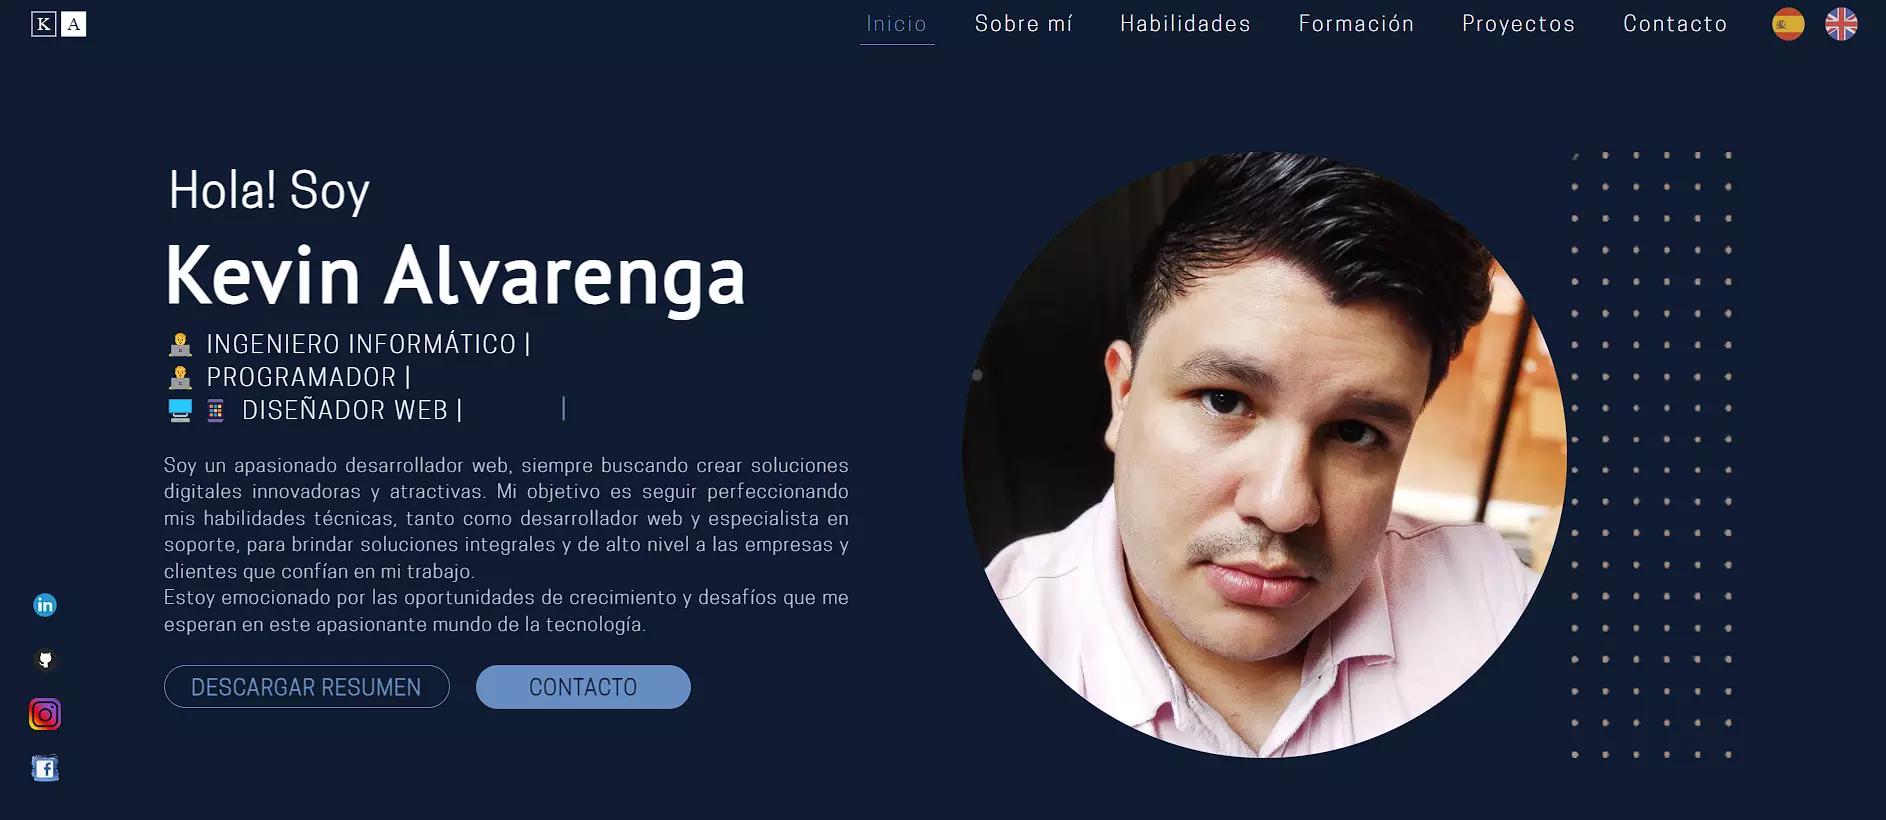 K A
Inicio Sobre mí Habilidades Formación Proyectos Contacto
Hola! Soy
Kevin Alvarenga
INGENIERO INFORMÁTICO |
PROGRAMADOR |
DISEÑADOR WEB | |
Soy un apasionado desarrollador web, siempre buscando crear soluciones
digitales innovadoras y atractivas. Mi objetivo es seguir perfeccionando
mis habilidades técnicas, tanto como desarrollador web y especialista en
soporte, para brindar soluciones integrales y de alto nivel a las empresas y
clientes que confían en mi trabajo.
Estoy emocionado por las oportunidades de crecimiento y desafíos que me
esperan en este apasionante mundo de la tecnología.
in
f
DESCARGAR RESUMEN CONTACTO